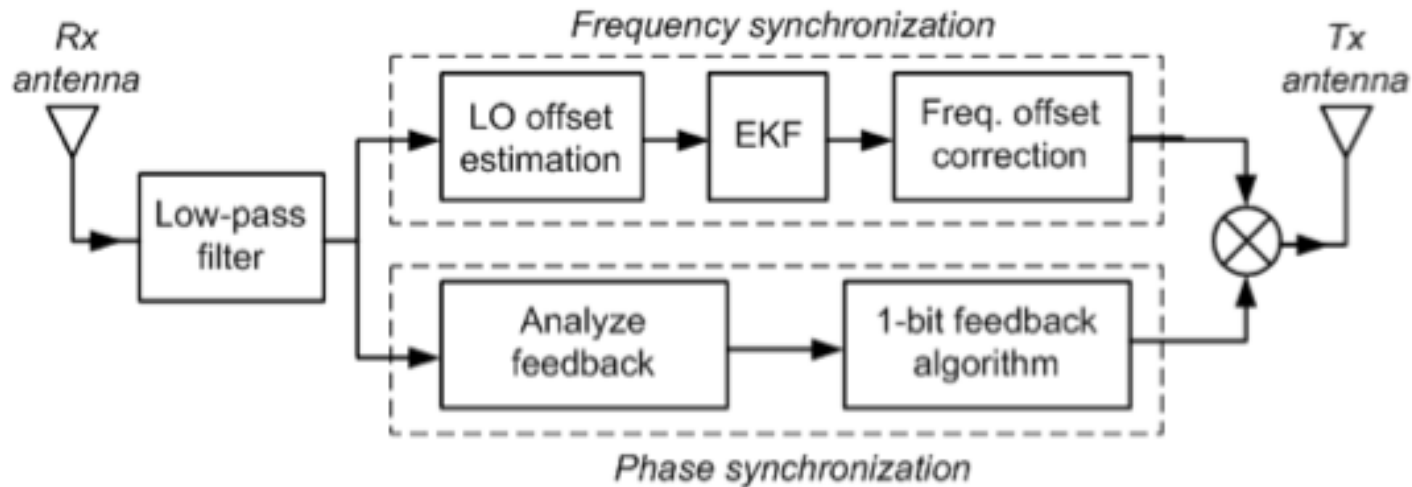 Rx
antenna
Frequency synchronization
Tx
antenna
LO offset
estimation
EKF
Freq. offset
correction
Low-pass
filter
Analyze
feedback
1-bit feedback
algorithm
Phase synchronization